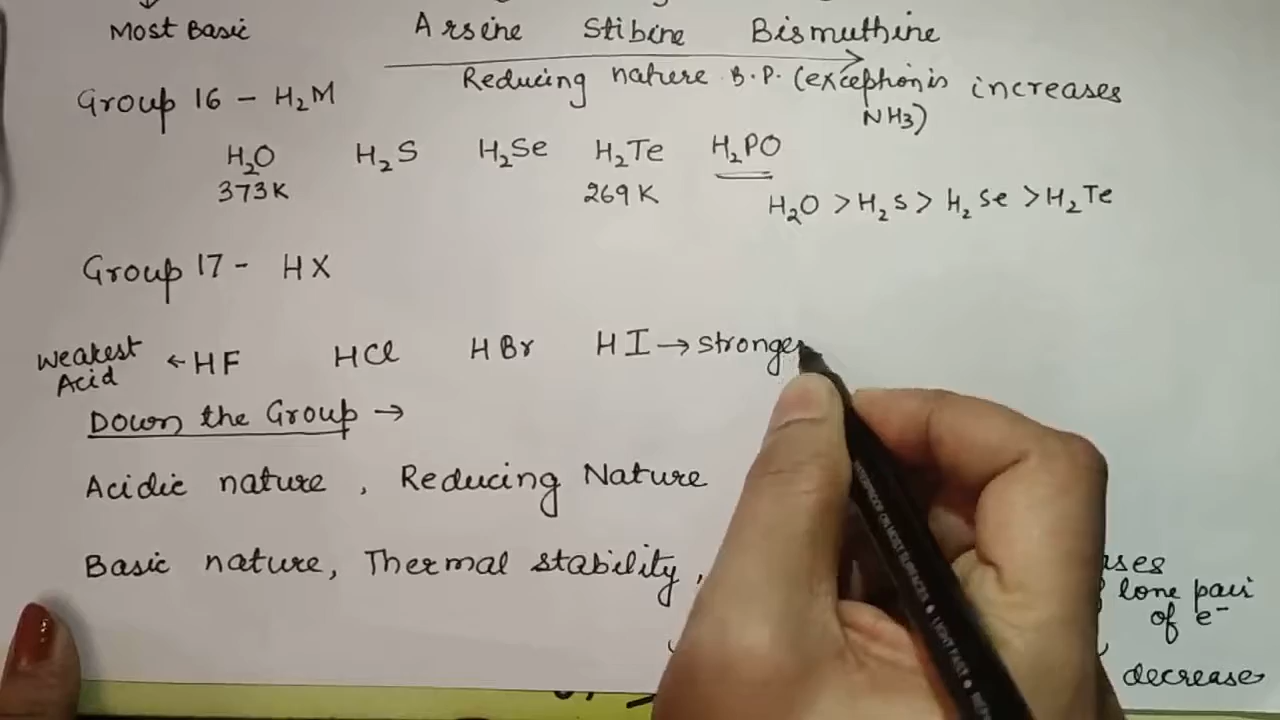 Most Basic Arsine Stibine Bismuthine
Reducing nature B.P. (exception is NH3) increases
Group 16 - H2M
H2O H2S H2Se H2Te H2PO
373K 269K
H2O > H2S > H2Se > H2Te
Group 17 - HX
Weakest Acid ← HF HCl HBr HI → stronge
Down the Group →
Acidic nature , Reducing Nature
Basic nature, Thermal stability,
lone pair
of e-
decrease